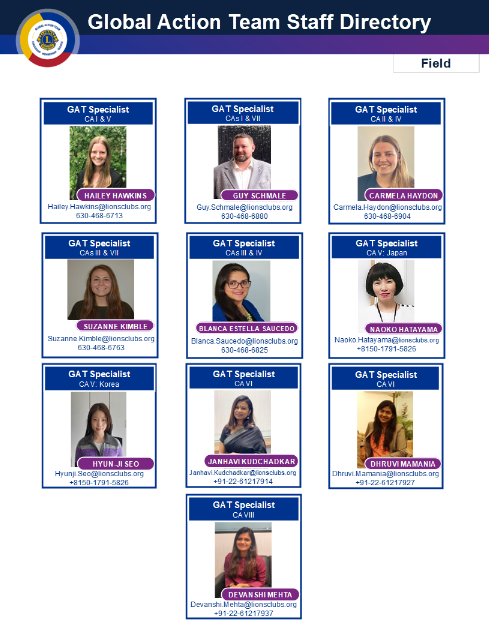 Global Action Team Staff Directory
Field
GAT Specialist
CA I & V
HAILEY HAWKINS
Hailey.Hawkins@lionsclubs.org
630-468-6713
GAT Specialist
CAs I & VII
GUY SCHMALE
Guy.Schmale@lionsclubs.org
630-468-6880
GAT Specialist
CA II & IV
CARMELA HAYDON
Carmela.Haydon@lionsclubs.org
630-468-6904
GAT Specialist
CAs III & VII
SUZANNE KIMBLE
Suzanne.Kimble@lionsclubs.org
630-468-6763
GAT Specialist
CAs III & IV
BLANCA ESTELLA SAUCEDO
Blanca.Saucedo@lionsclubs.org
630-468-6825
GAT Specialist
CA V: Japan
NAOKO HATAYAMA
Naoko.Hatayama@lionsclubs.org
+8150-1791-5826
GAT Specialist
CA V: Korea
HYUN-JI SEO
Hyunji.Seo@lionsclubs.org
+8150-1791-5826
GAT Specialist
CA VI
JANHAVI KUDCHADKAR
Janhavi.Kudchadkar@lionsclubs.org
+91-22-61217914
GAT Specialist
CA VI
DHRUVI MAMANIA
Dhruvi.Mamania@lionsclubs.org
+91-22-61217927
GAT Specialist
CA VIII
DEVANSHI MEHTA
Devanshi.Mehta@lionsclubs.org
+91-22-61217937